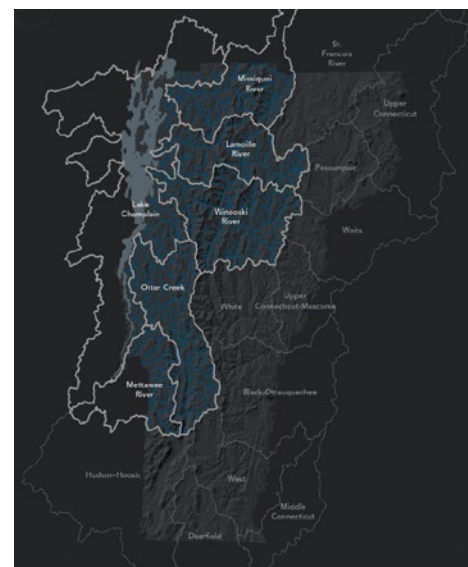 St.
Francois
River
Missiquoi
River
Upper
Connecticut
Lamoille
River
Passumpsic
Lake
Champlain
Winooski
River
Waits
Otter Creek
White
Upper
Connecticut-Mascoma
Mettawee
River
Black-Ottauquechee
Hudson-Hoosic
West
Middle
Connecticut
Deerfield